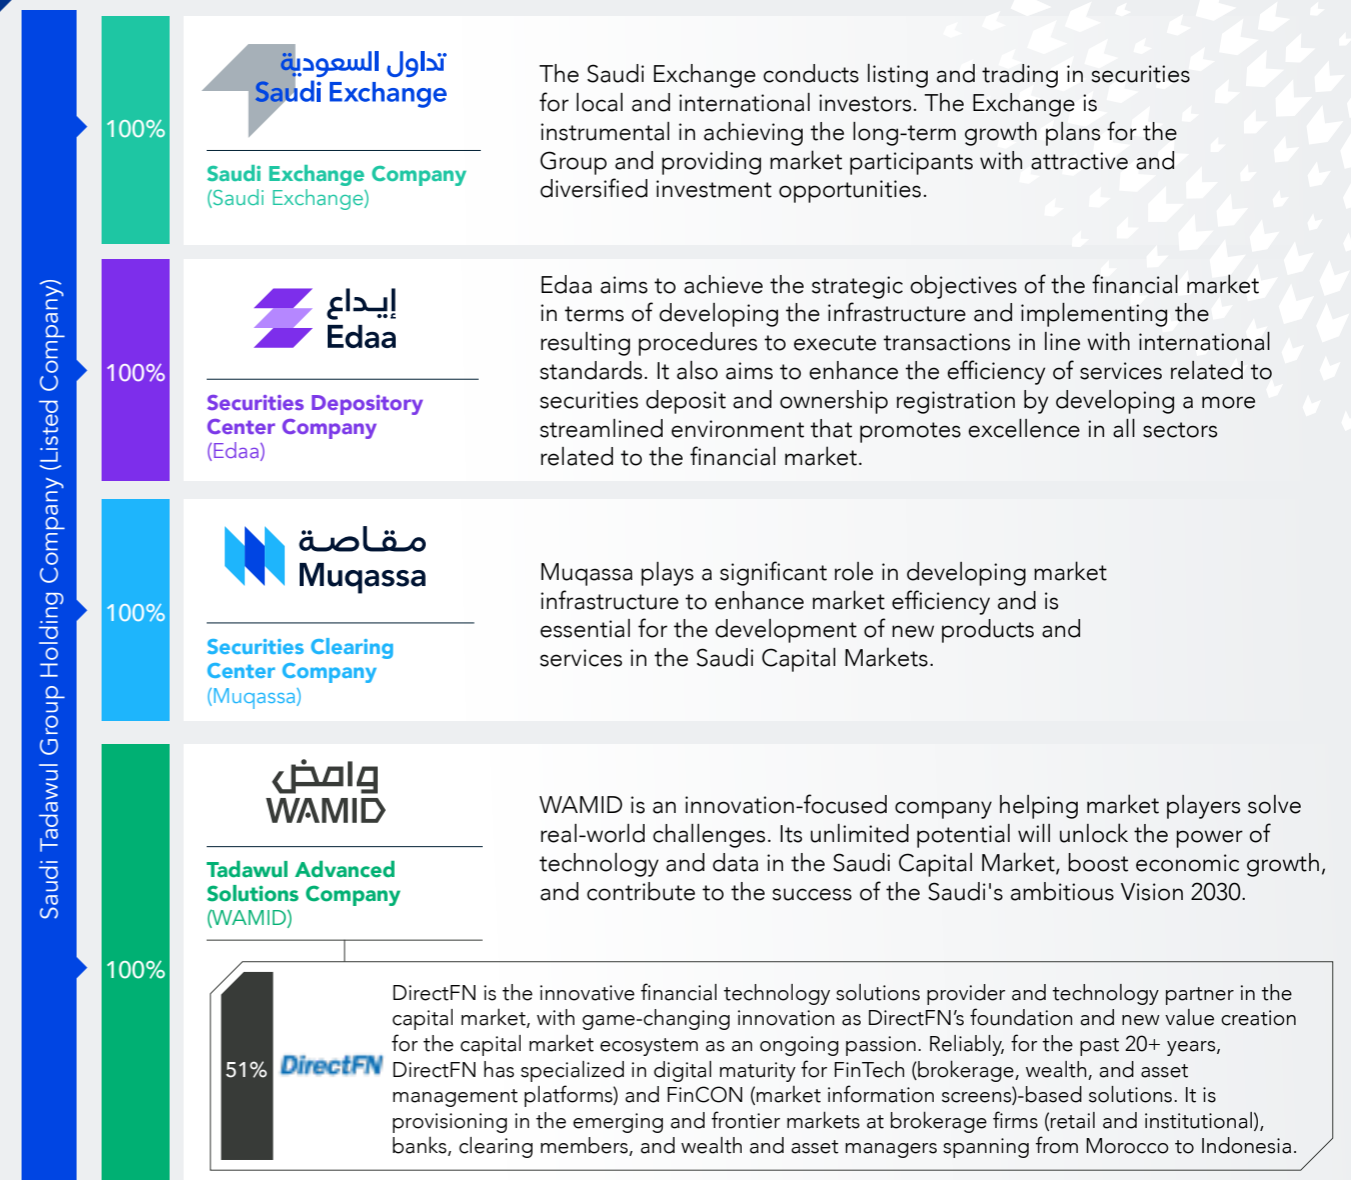 Saudi Tadawul Group Holding Company (Listed Company)
100%
تداول السعودية
Saudi Exchange
Saudi Exchange Company
(Saudi Exchange)
The Saudi Exchange conducts listing and trading in securities
for local and international investors. The Exchange is
instrumental in achieving the long-term growth plans for the
Group and providing market participants with attractive and
diversified investment opportunities.
100%
إيداع
Edaa
Securities Depository
Center Company
(Edaa)
Edaa aims to achieve the strategic objectives of the financial market
in terms of developing the infrastructure and implementing the
resulting procedures to execute transactions in line with international
standards. It also aims to enhance the efficiency of services related to
securities deposit and ownership registration by developing a more
streamlined environment that promotes excellence in all sectors
related to the financial market.
100%
مقاصة
Muqassa
Securities Clearing
Center Company
(Muqassa)
Muqassa plays a significant role in developing market
infrastructure to enhance market efficiency and is
essential for the development of new products and
services in the Saudi Capital Markets.
100%
وامض
WAMID
Tadawul Advanced
Solutions Company
(WAMID)
WAMID is an innovation-focused company helping market players solve
real-world challenges. Its unlimited potential will unlock the power of
technology and data in the Saudi Capital Market, boost economic growth,
and contribute to the success of the Saudi's ambitious Vision 2030.
51%
DirectFN
DirectFN is the innovative financial technology solutions provider and technology partner in the
capital market, with game-changing innovation as DirectFN’s foundation and new value creation
for the capital market ecosystem as an ongoing passion. Reliably, for the past 20+ years,
DirectFN has specialized in digital maturity for FinTech (brokerage, wealth, and asset
management platforms) and FinCON (market information screens)-based solutions. It is
provisioning in the emerging and frontier markets at brokerage firms (retail and institutional),
banks, clearing members, and wealth and asset managers spanning from Morocco to Indonesia.